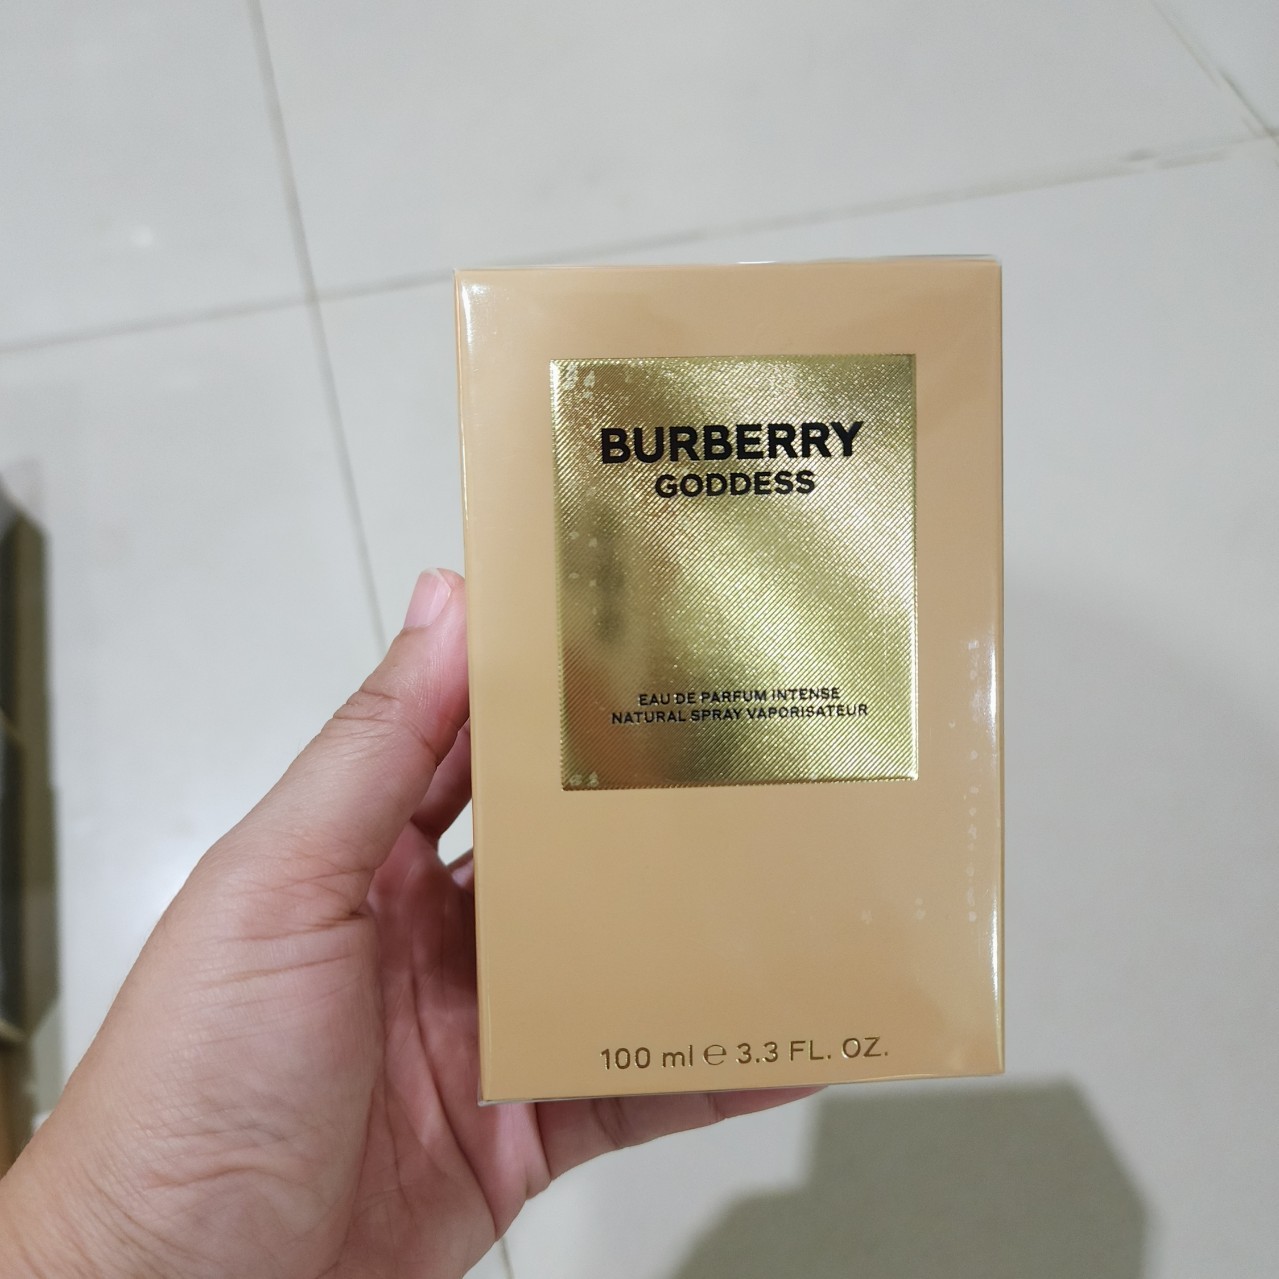 BURBERRY
GODDESS
EAU DE PARFUM INTENSE
NATURAL SPRAY VAPORISATEUR
100 ml ℮ 3.3 FL. OZ.